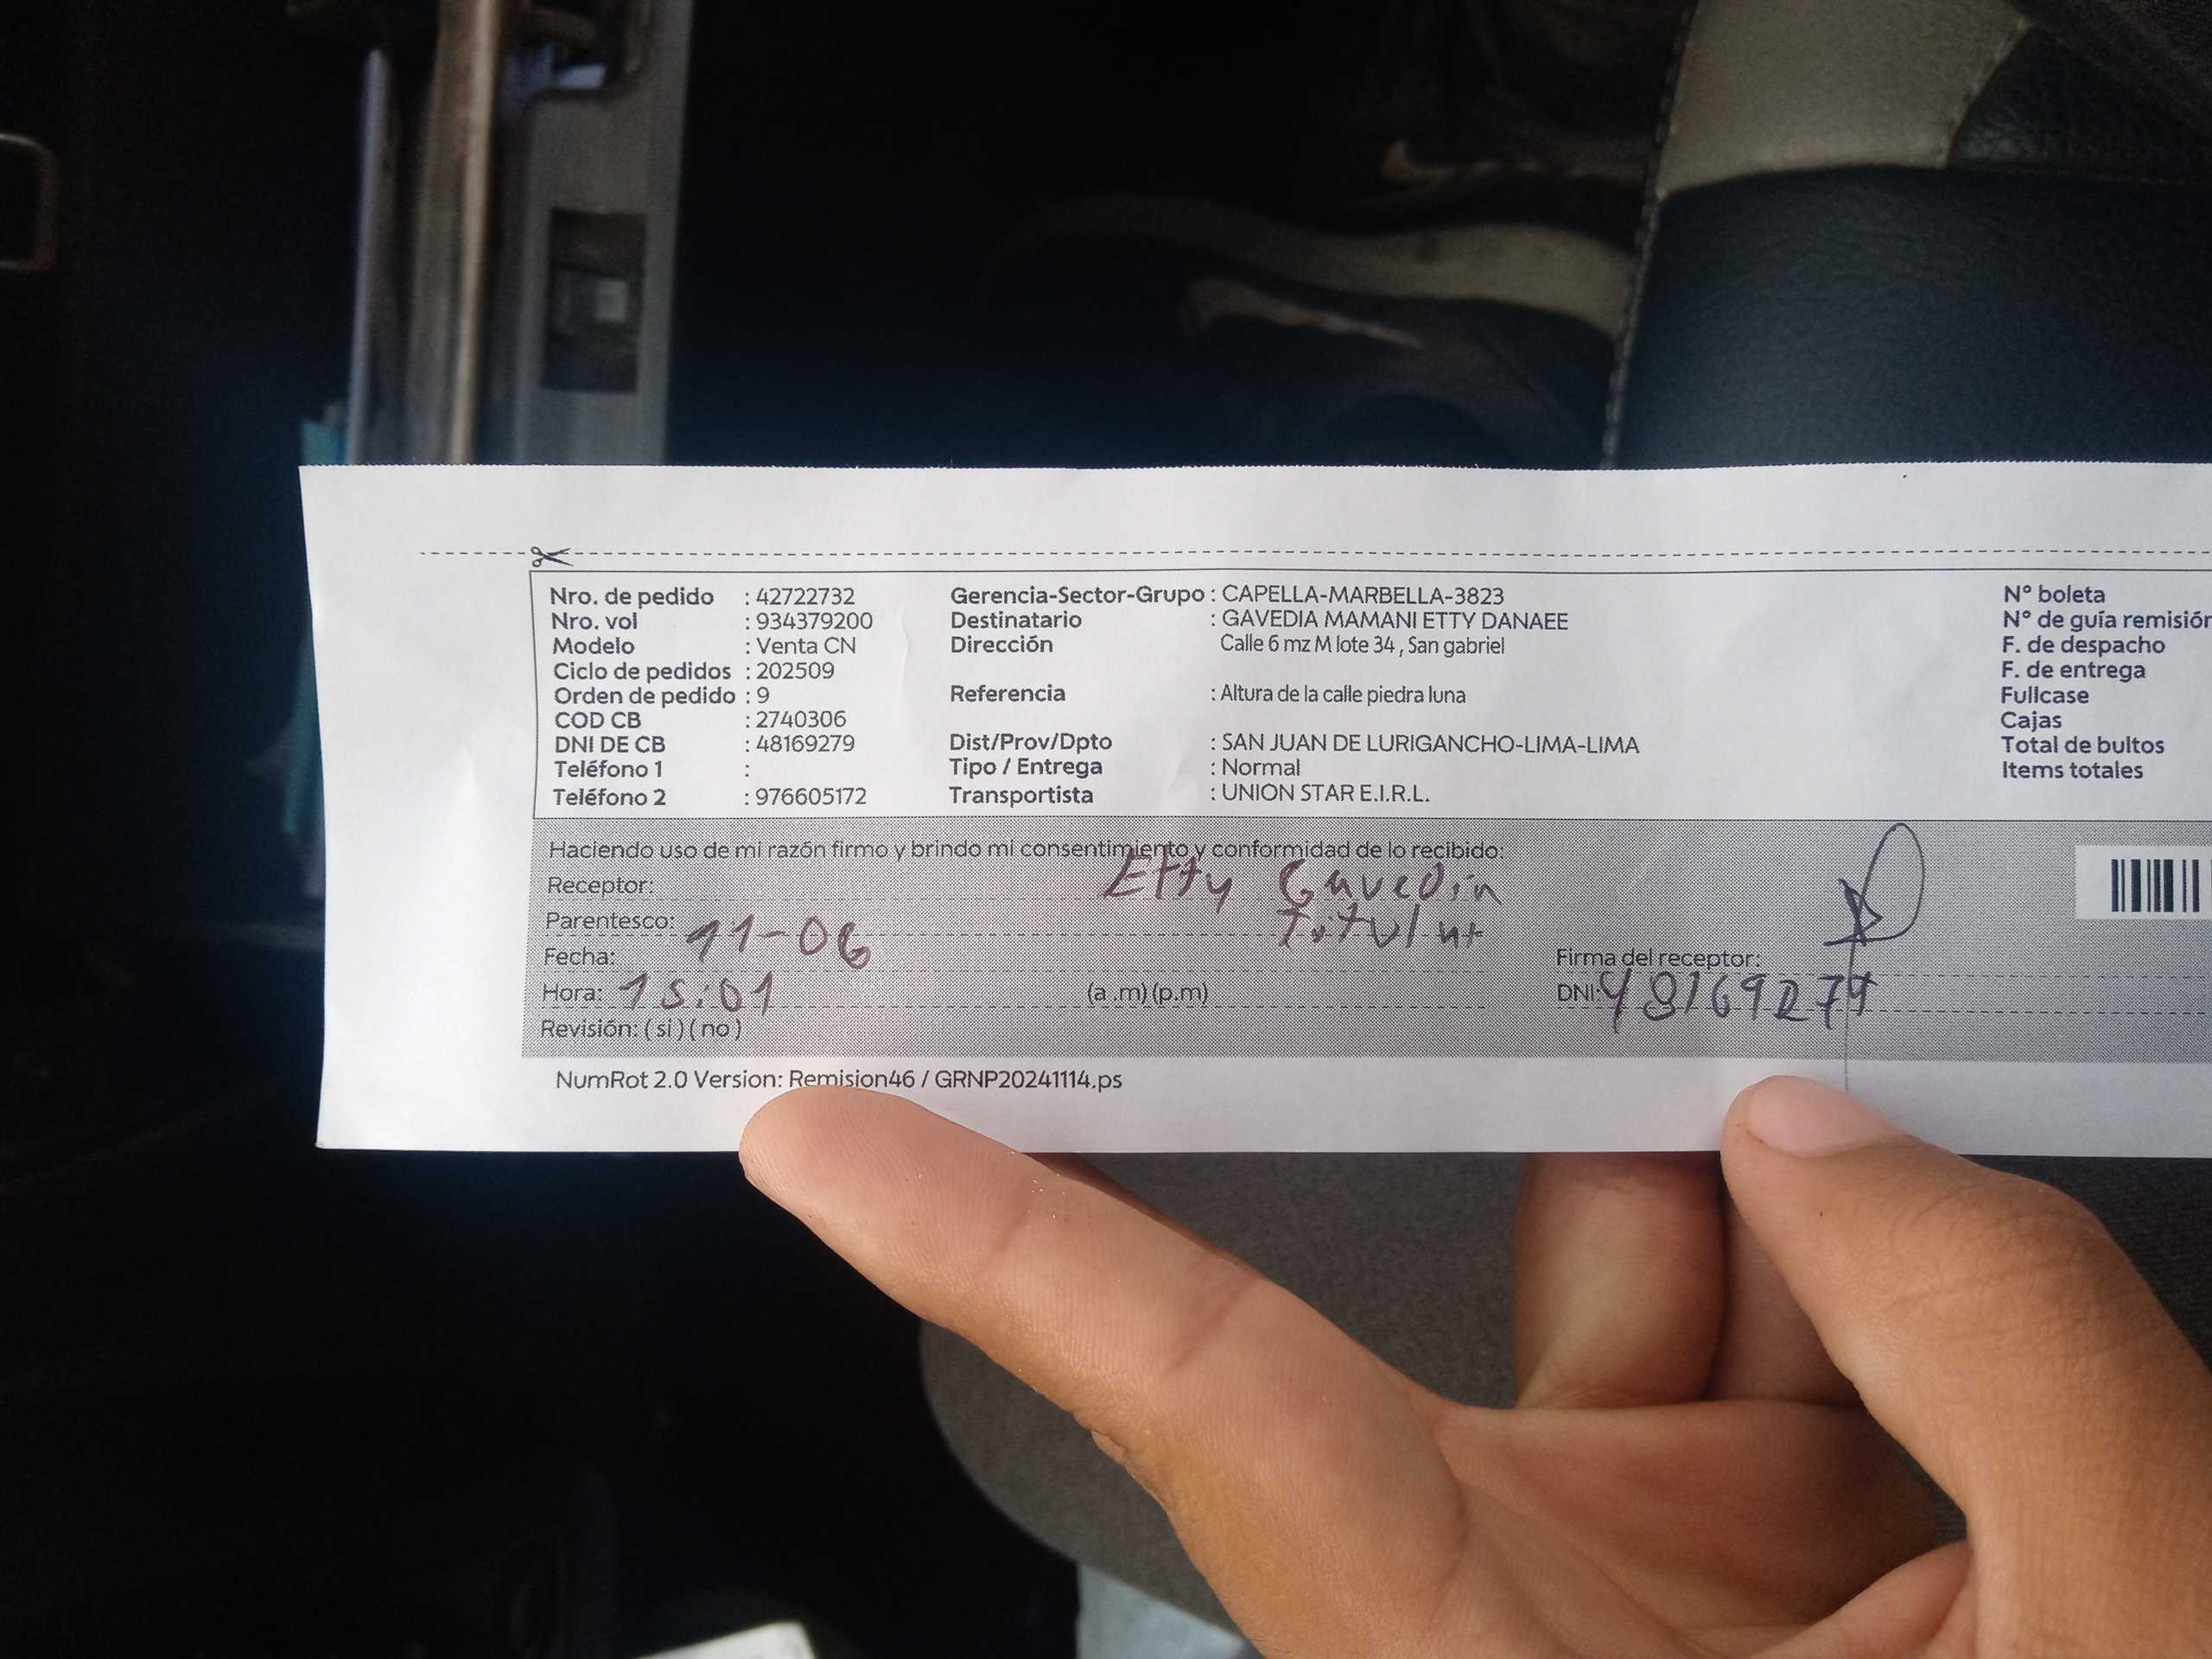 Nro. de pedido : 42722732 Gerencia-Sector-Grupo : CAPELLA-MARBELLA-3823 N° boleta
Nro. vol : 934379200 Destinatario : GAVEDIA MAMANI ETTY DANAEE N° de guía remisión
Modelo : Venta CN Dirección Calle 6 mz M lote 34 , San gabriel F. de despacho
Ciclo de pedidos : 202509 F. de entrega
Orden de pedido : 9 Referencia : Altura de la calle piedra luna Fullcase
COD CB : 2740306 Cajas
DNI DE CB : 48169279 Dist/Prov/Dpto : SAN JUAN DE LURIGANCHO-LIMA-LIMA Total de bultos
Teléfono 1 : Tipo / Entrega : Normal Items totales
Teléfono 2 : 976605172 Transportista : UNION STAR E.I.R.L.
Haciendo uso de mi razón firmo y brindo mi consentimiento y conformidad de lo recibido:
Receptor: Etty Gavedia
Parentesco: Titular
Fecha: 11-06 Firma del receptor:
Hora: 15:01 (a .m) (p.m) DNI: 48169279
Revisión: ( si ) ( no )
NumRot 2.0 Version: Remision46 / GRNP20241114.ps